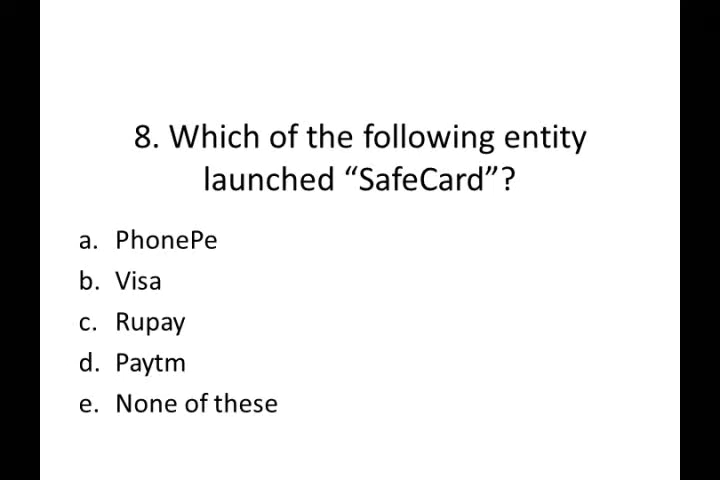 8. Which of the following entity
launched “SafeCard”?
a. PhonePe
b. Visa
c. Rupay
d. Paytm
e. None of these